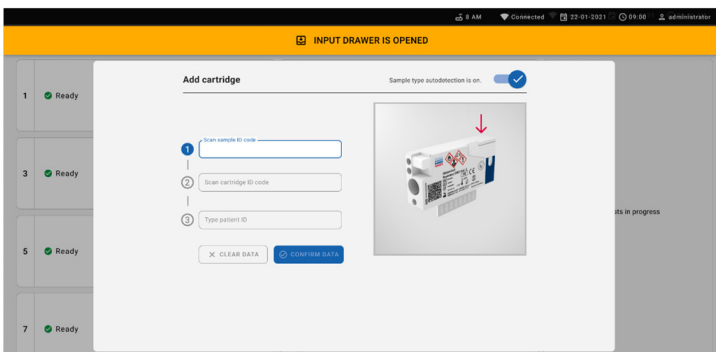 8 AM Connected 22-01-2021 09:00 administrator
INPUT DRAWER IS OPENED
Add cartridge
Sample type autodetection is on.
1 Ready
Scan sample ID code
1
3 Ready
2 Scan cartridge ID code
3 Type patient ID
sts in progress
5 Ready
CLEAR DATA
CONFIRM DATA
7 Ready